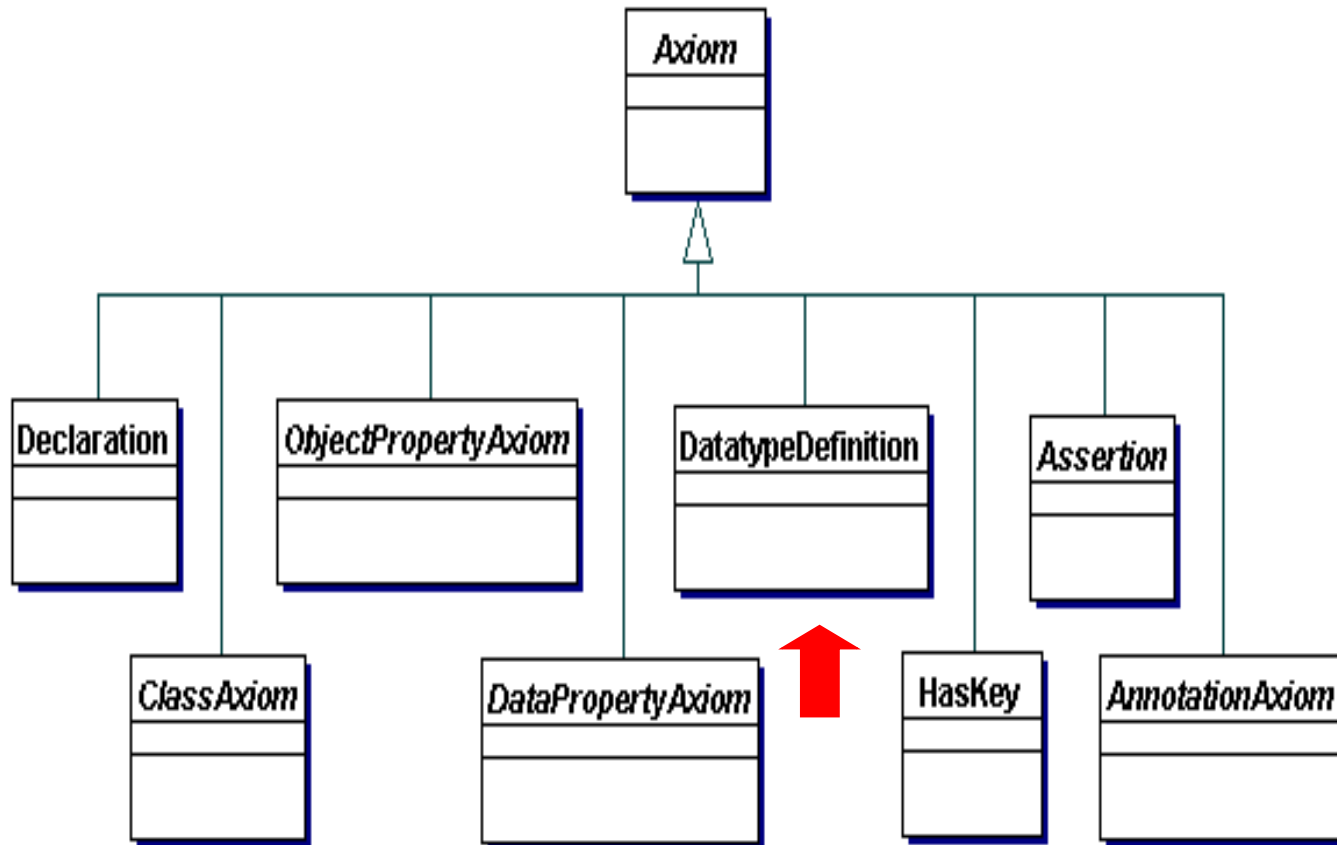 Axiom
Declaration
ObjectPropertyAxiom
DatatypeDefinition
Assertion
ClassAxiom
DataPropertyAxiom
HasKey
AnnotationAxiom